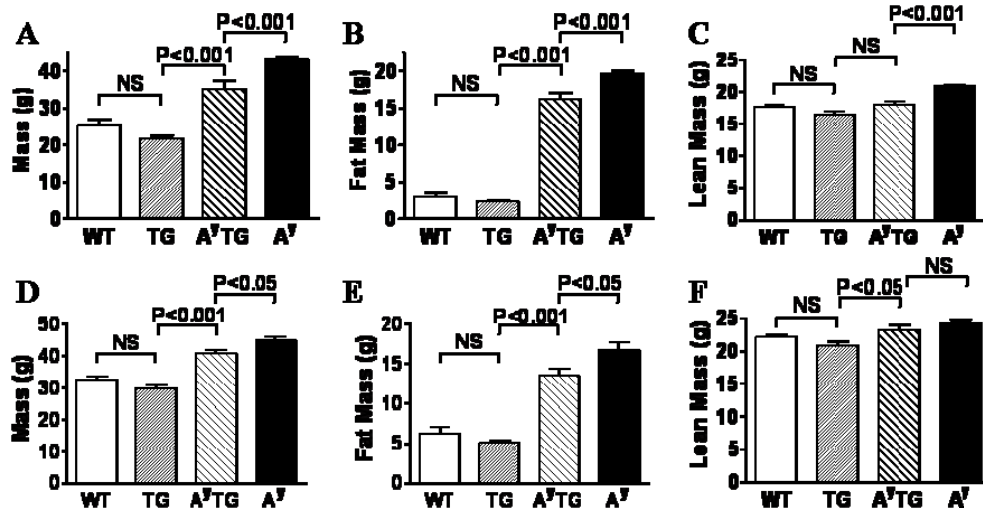 A
Mass (g)
40
30
20
10
0
NS
P<0.001
P<0.001
WT TG AʸTG Aʸ
B
Fat Mass (g)
20
15
10
5
0
NS
P<0.001
P<0.001
WT TG AʸTG Aʸ
C
Lean Mass (g)
25
20
15
10
5
0
NS
NS
P<0.001
WT TG AʸTG Aʸ
D
Mass (g)
50
40
30
20
10
0
NS
P<0.001
P<0.05
WT TG AʸTG Aʸ
E
Fat Mass (g)
20
15
10
5
0
NS
P<0.001
P<0.05
WT TG AʸTG Aʸ
F
Lean Mass (g)
25
20
15
10
5
0
NS
P<0.05
NS
WT TG AʸTG Aʸ